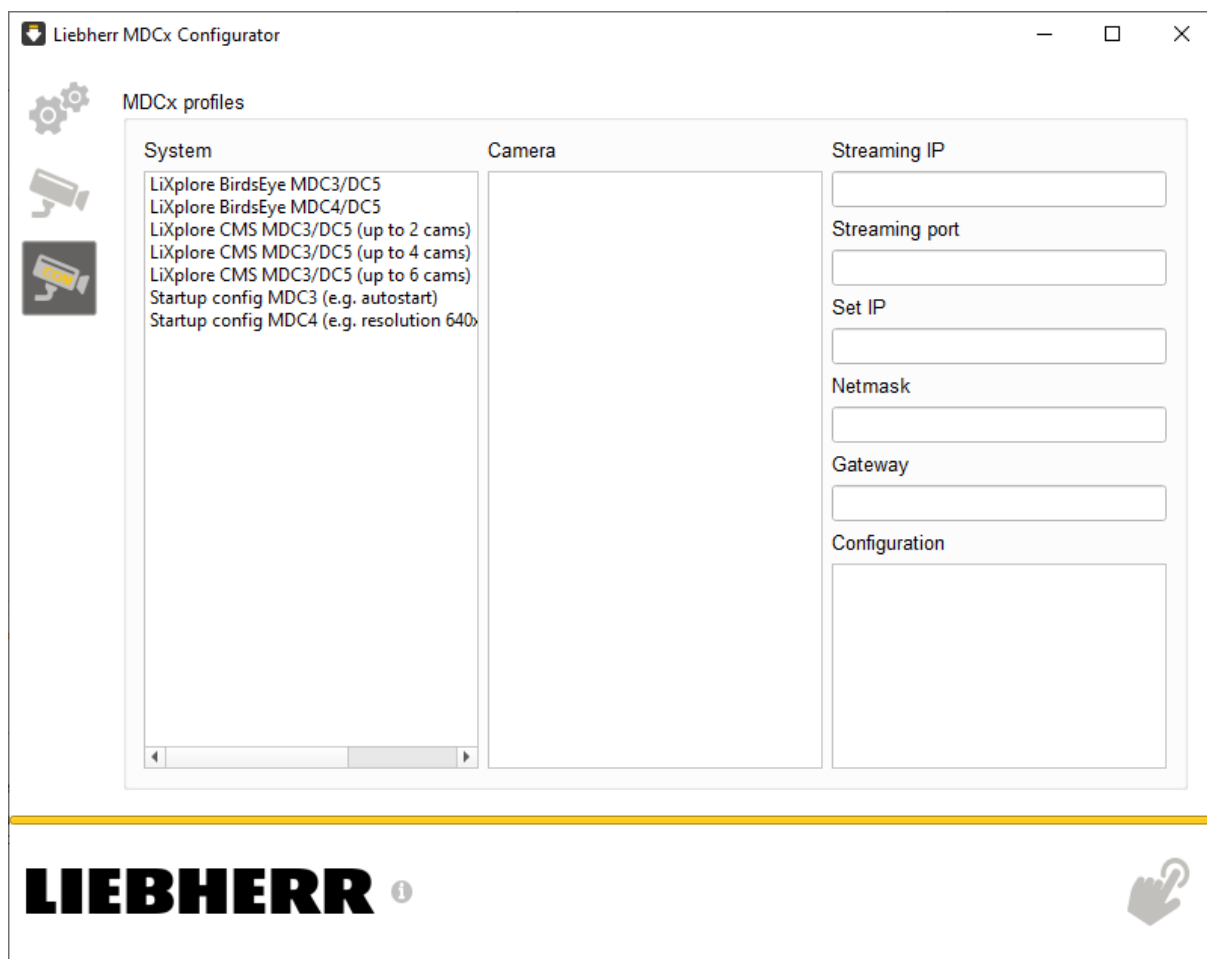 Liebherr MDCx Configurator
MDCx profiles
System
LiXplore BirdsEye MDC3/DC5
LiXplore BirdsEye MDC4/DC5
LiXplore CMS MDC3/DC5 (up to 2 cams)
LiXplore CMS MDC3/DC5 (up to 4 cams)
LiXplore CMS MDC3/DC5 (up to 6 cams)
Startup config MDC3 (e.g. autostart)
Startup config MDC4 (e.g. resolution 640x
Camera
Streaming IP
Streaming port
Set IP
Netmask
Gateway
Configuration
CON
LIEBHERR